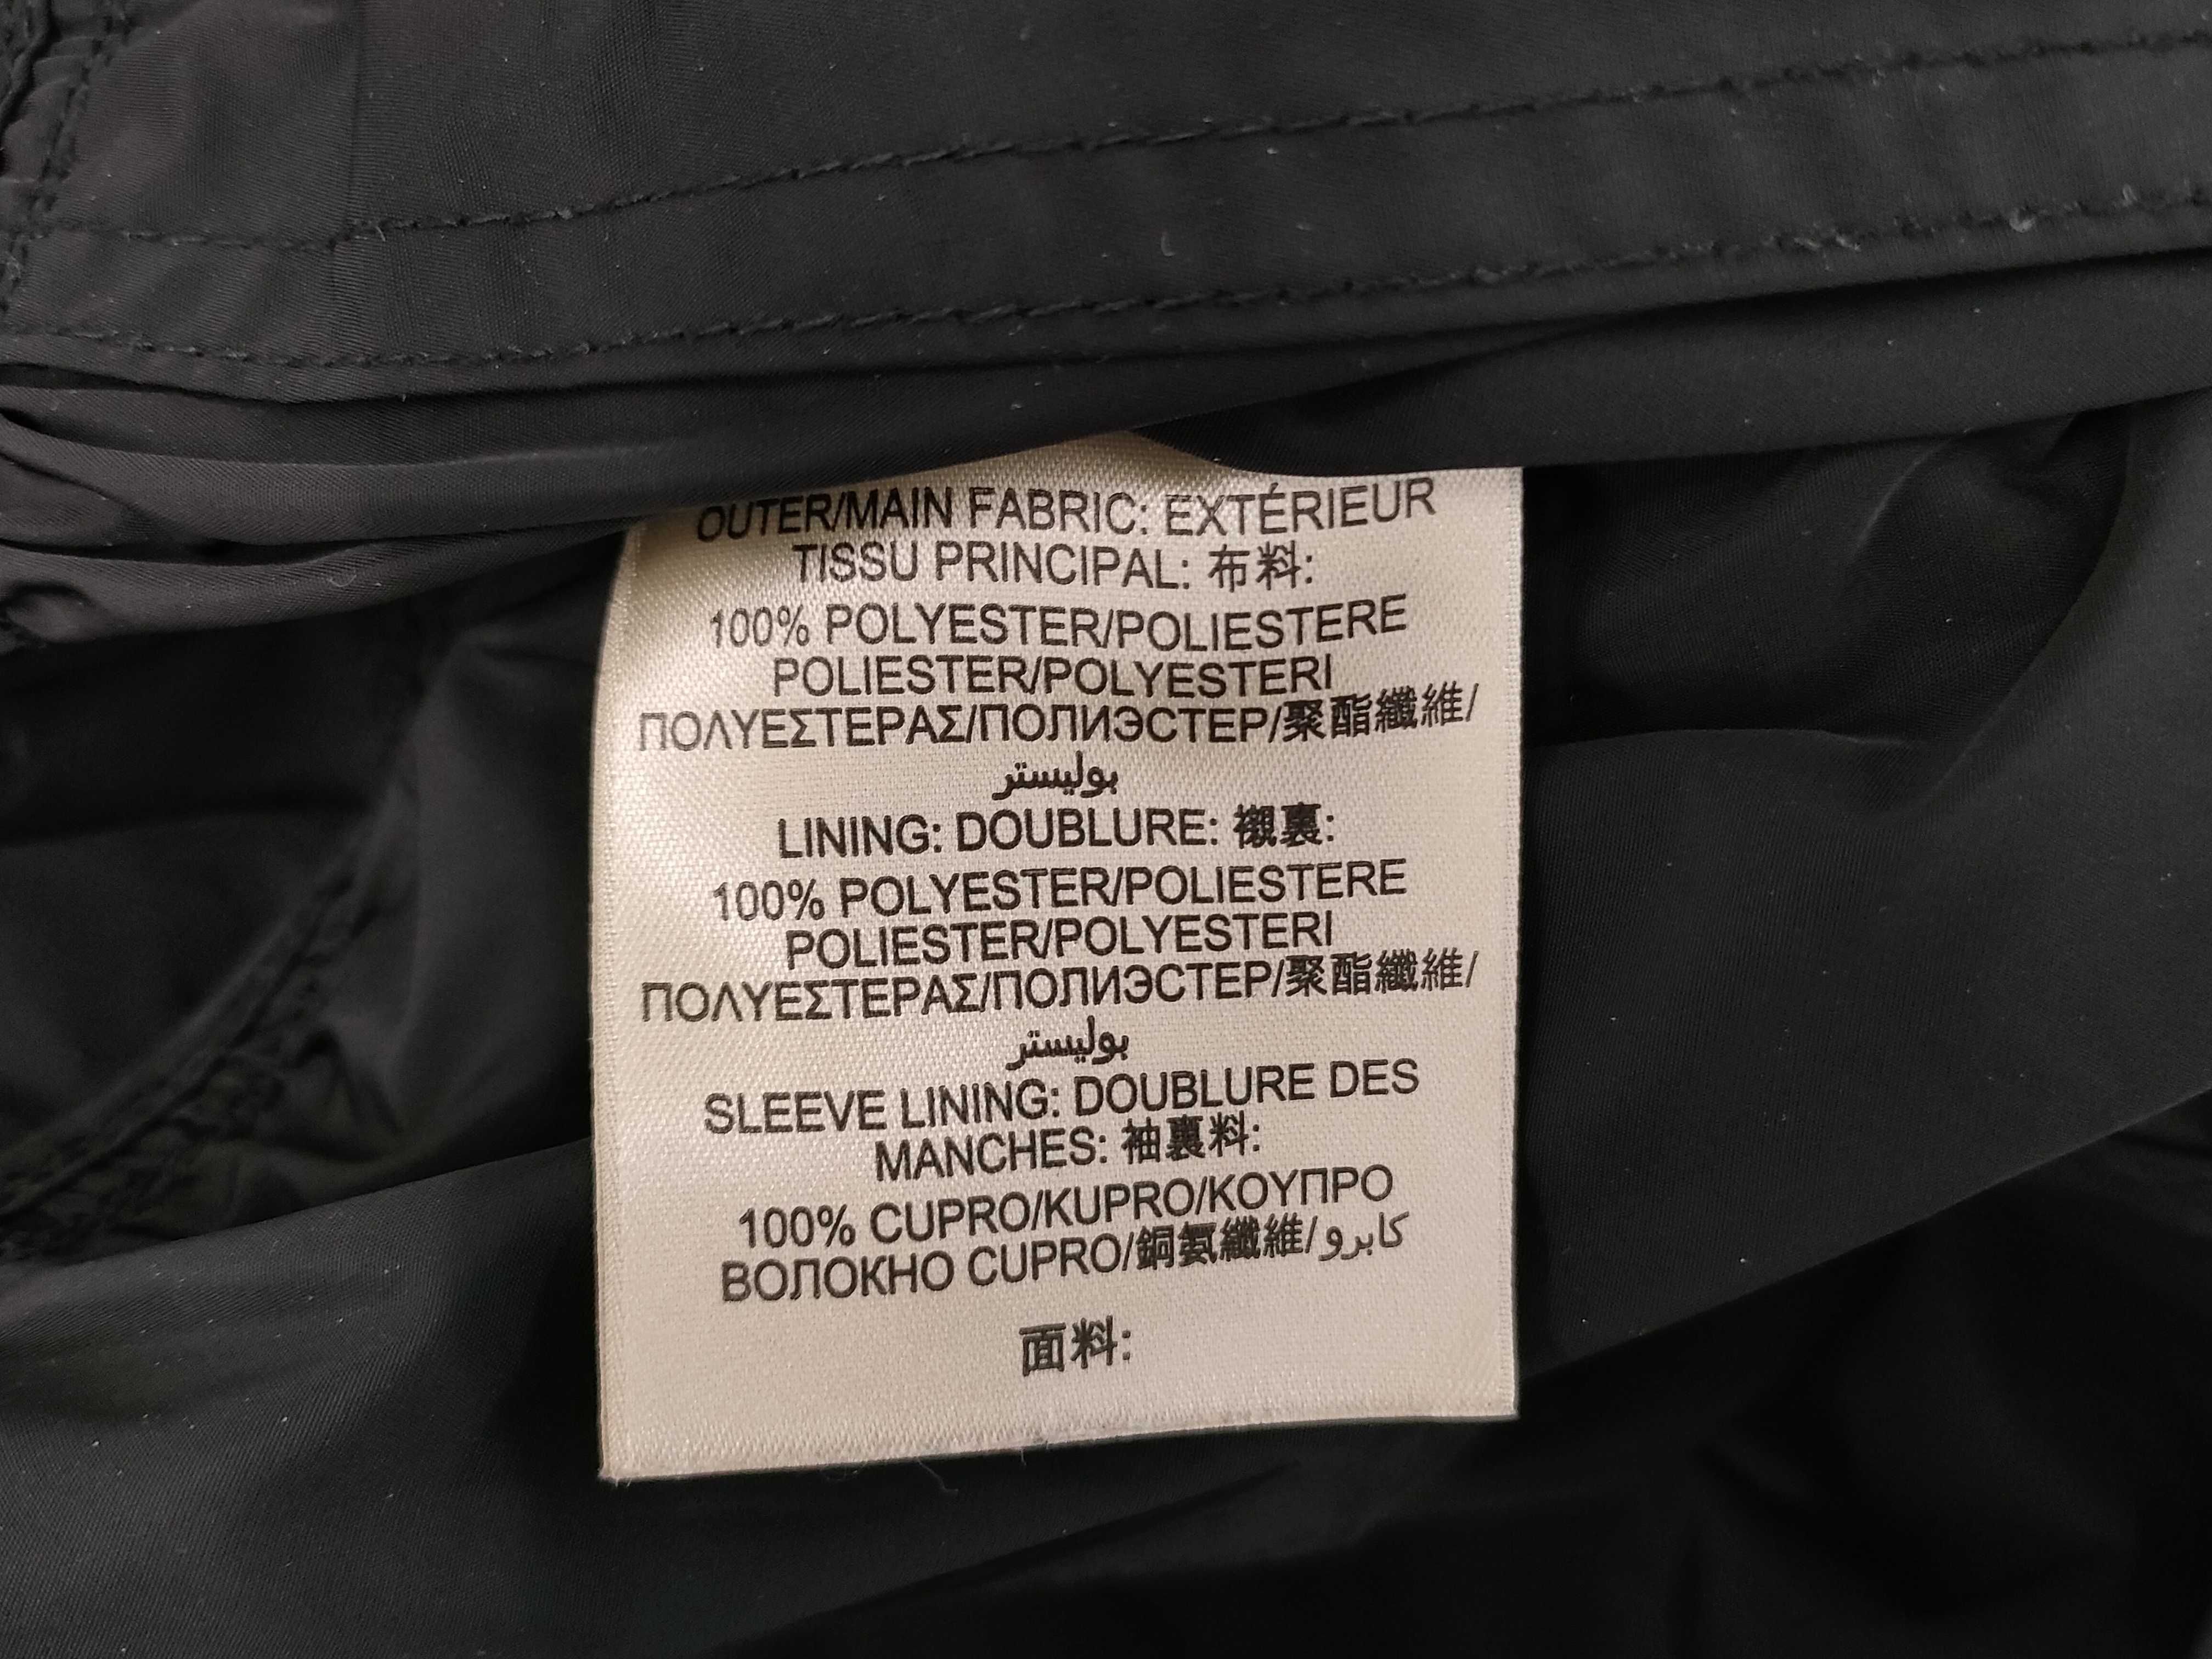 OUTER/MAIN FABRIC: EXTÉRIEUR
TISSU PRINCIPAL: 布料:
100% POLYESTER/POLIESTERE
POLIESTER/POLYESTERI
ΠΟΛΥΕΣΤΕΡΑΣ/ПОЛИЭСТЕР/聚酯纖維/
بوليستر
LINING: DOUBLURE: 襯裏:
100% POLYESTER/POLIESTERE
POLIESTER/POLYESTERI
ΠΟΛΥΕΣΤΕΡΑΣ/ПОЛИЭСТЕР/聚酯纖維/
بوليستر
SLEEVE LINING: DOUBLURE DES
MANCHES: 袖裏料:
100% CUPRO/KUPRO/ΚΟΥΠΡΟ
ВОЛОКНО CUPRO/銅氨纖維/كابرو
面料: